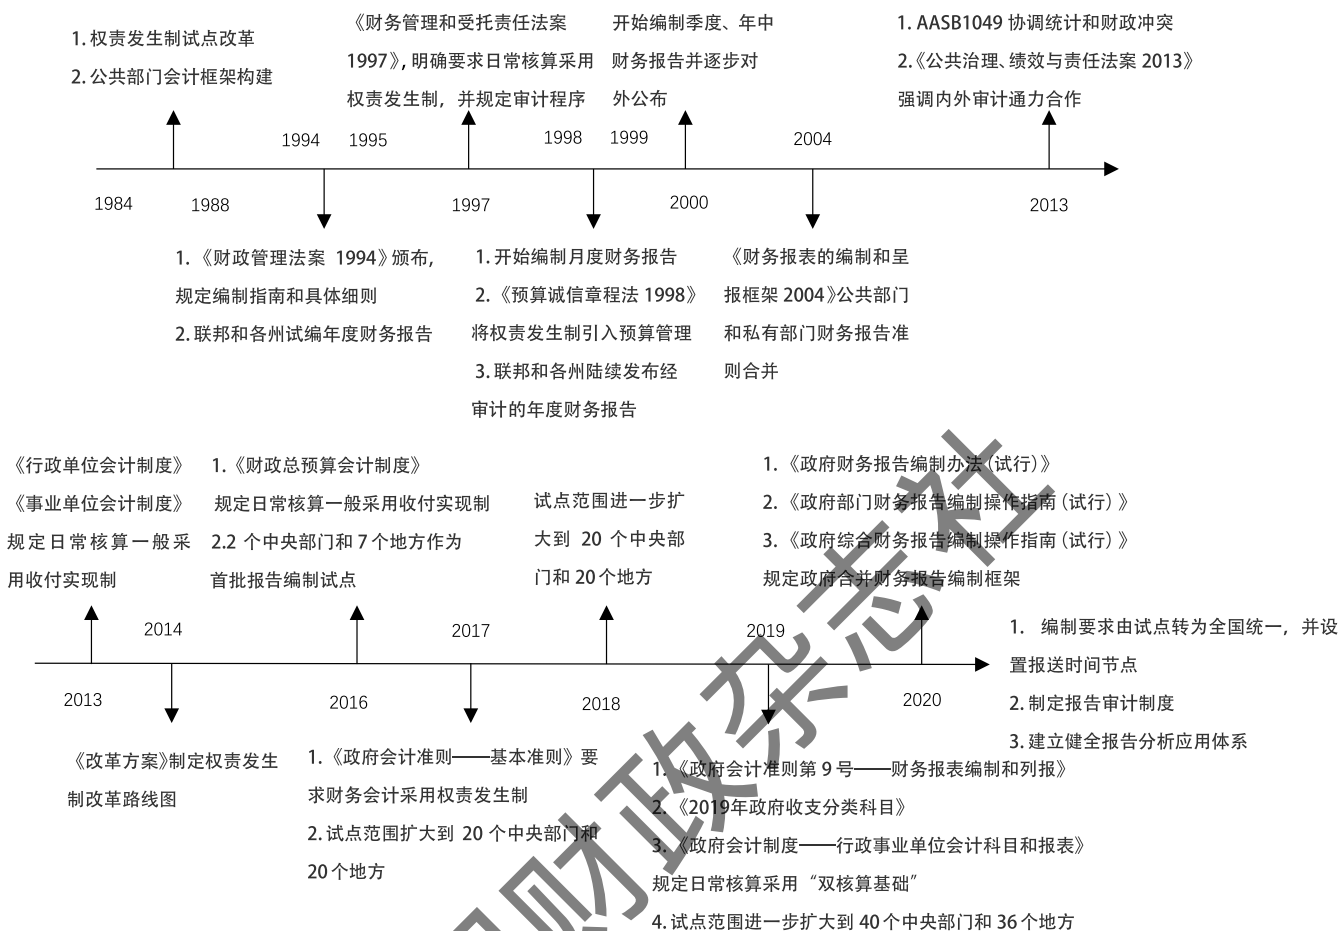 1. 权责发生制试点改革
2. 公共部门会计框架构建
《财务管理和受托责任法案
1997》, 明确要求日常核算采用
权责发生制，并规定审计程序
开始编制季度、年中
财务报告并逐步对
外公布
1. AASB1049 协调统计和财政冲突
2.《公共治理、绩效与责任法案 2013》
强调内外审计通力合作
1994
1995
1998
1999
2004
1984
1988
1997
2000
2013
1. 《财政管理法案 1994》颁布,
规定编制指南和具体细则
2. 联邦和各州试编年度财务报告
1. 开始编制月度财务报告
2. 《预算诚信章程法 1998》
将权责发生制引入预算管理
3. 联邦和各州陆续发布经
审计的年度财务报告
《财务报表的编制和呈
报框架 2004》公共部门
和私有部门财务报告准
则合并
《行政单位会计制度》
《事业单位会计制度》
规定日常核算一般采
用收付实现制
1.《财政总预算会计制度》
规定日常核算一般采用收付实现制
2.2 个中央部门和 7 个地方作为
首批报告编制试点
试点范围进一步扩
大到 20 个中央部
门和 20 个地方
1. 《政府财务报告编制办法（试行）》
2. 《政府部门财务报告编制操作指南（试行）》
3. 《政府综合财务报告编制操作指南（试行）》
规定政府合并财务报告编制框架
2014
2017
2019
2013
2016
2018
2020
1. 编制要求由试点转为全国统一，并设
置报送时间节点
2. 制定报告审计制度
3. 建立健全报告分析应用体系
《改革方案》制定权责发生
制改革路线图
1.《政府会计准则——基本准则》要
求财务会计采用权责发生制
2. 试点范围扩大到 20 个中央部门和
20 个地方
1. 《政府会计准则第 9 号——财务报表编制和列报》
2. 《2019年政府收支分类科目》
3. 《政府会计制度——行政事业单位会计科目和报表》
规定日常核算采用“双核算基础”
4. 试点范围进一步扩大到 40 个中央部门和 36 个地方
财政杂志社